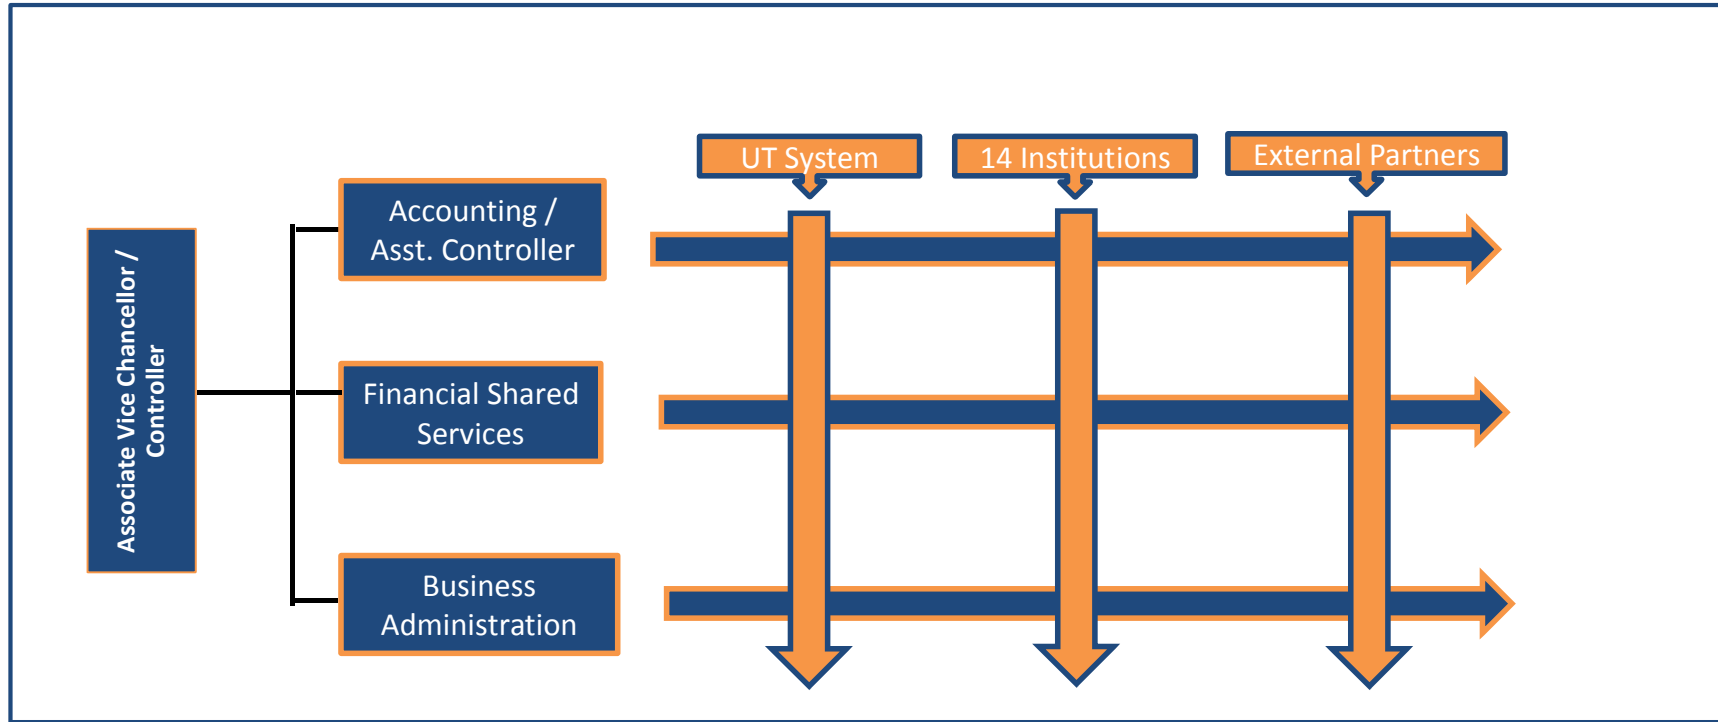 Associate Vice Chancellor /
Controller
Accounting /
Asst. Controller
Financial Shared
Services
Business
Administration
UT System
14 Institutions
External Partners